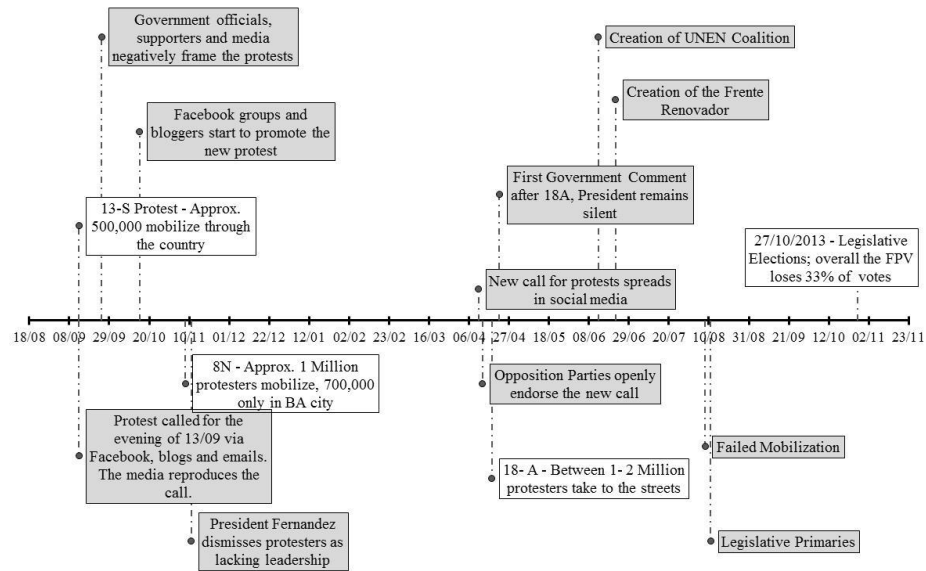 Government officials,
supporters and media
negatively frame the protests
Creation of UNEN Coalition
Creation of the Frente
Renovador
Facebook groups and
bloggers start to promote the
new protest
First Government Comment
after 18A, President remains
silent
13-S Protest - Approx.
500,000 mobilize through
the country
27/10/2013 - Legislative
Elections; overall the FPV
loses 33% of votes
New call for protests spreads
in social media
18/08 08/09 29/09 20/10 10/11 01/12 22/12 12/01 02/02 23/02 16/03 06/04 27/04 18/05 08/06 29/06 20/07 10/08 31/08 21/09 12/10 02/11 23/11
8N - Approx. 1 Million
protesters mobilize, 700,000
only in BA city
Opposition Parties openly
endorse the new call
Protest called for the
evening of 13/09 via
Facebook, blogs and emails.
The media reproduces the
call.
Failed Mobilization
18- A - Between 1- 2 Million
protesters take to the streets
President Fernandez
dismisses protesters as
lacking leadership
Legislative Primaries